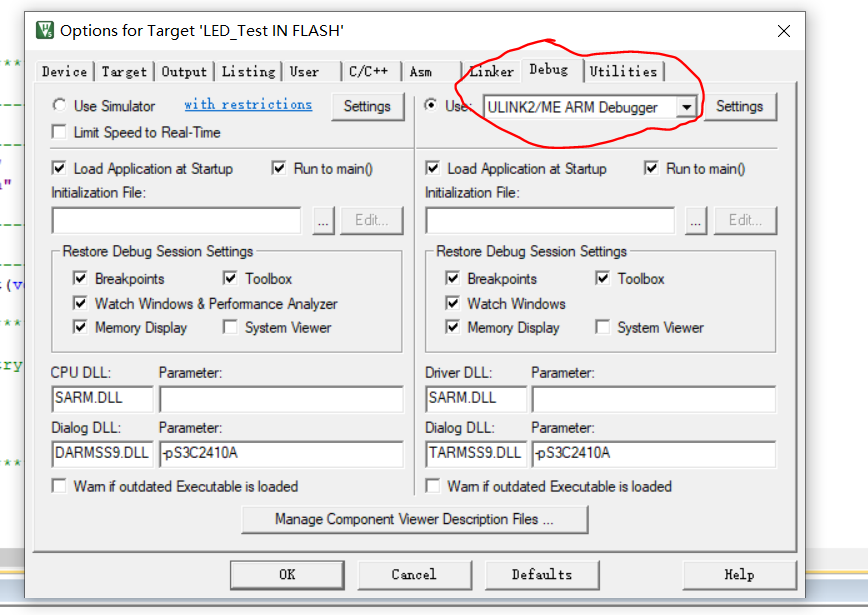 Options for Target 'LED_Test IN FLASH'
Device Target Output Listing User C/C++ Asm Linker Debug Utilities
Use Simulator with restrictions Settings
Use: ULINK2/ME ARM Debugger Settings
Limit Speed to Real-Time
Load Application at Startup Run to main()
Load Application at Startup Run to main()
Initialization File:
Initialization File:
... Edit...
... Edit...
Restore Debug Session Settings
Restore Debug Session Settings
Breakpoints Toolbox
Breakpoints Toolbox
Watch Windows & Performance Analyzer
Watch Windows
Memory Display System Viewer
Memory Display System Viewer
CPU DLL: Parameter:
Driver DLL: Parameter:
SARM.DLL
SARM.DLL
Dialog DLL: Parameter:
Dialog DLL: Parameter:
DARMSS9.DLL -pS3C2410A
TARMSS9.DLL -pS3C2410A
Warn if outdated Executable is loaded
Warn if outdated Executable is loaded
Manage Component Viewer Description Files ...
OK Cancel Defaults Help